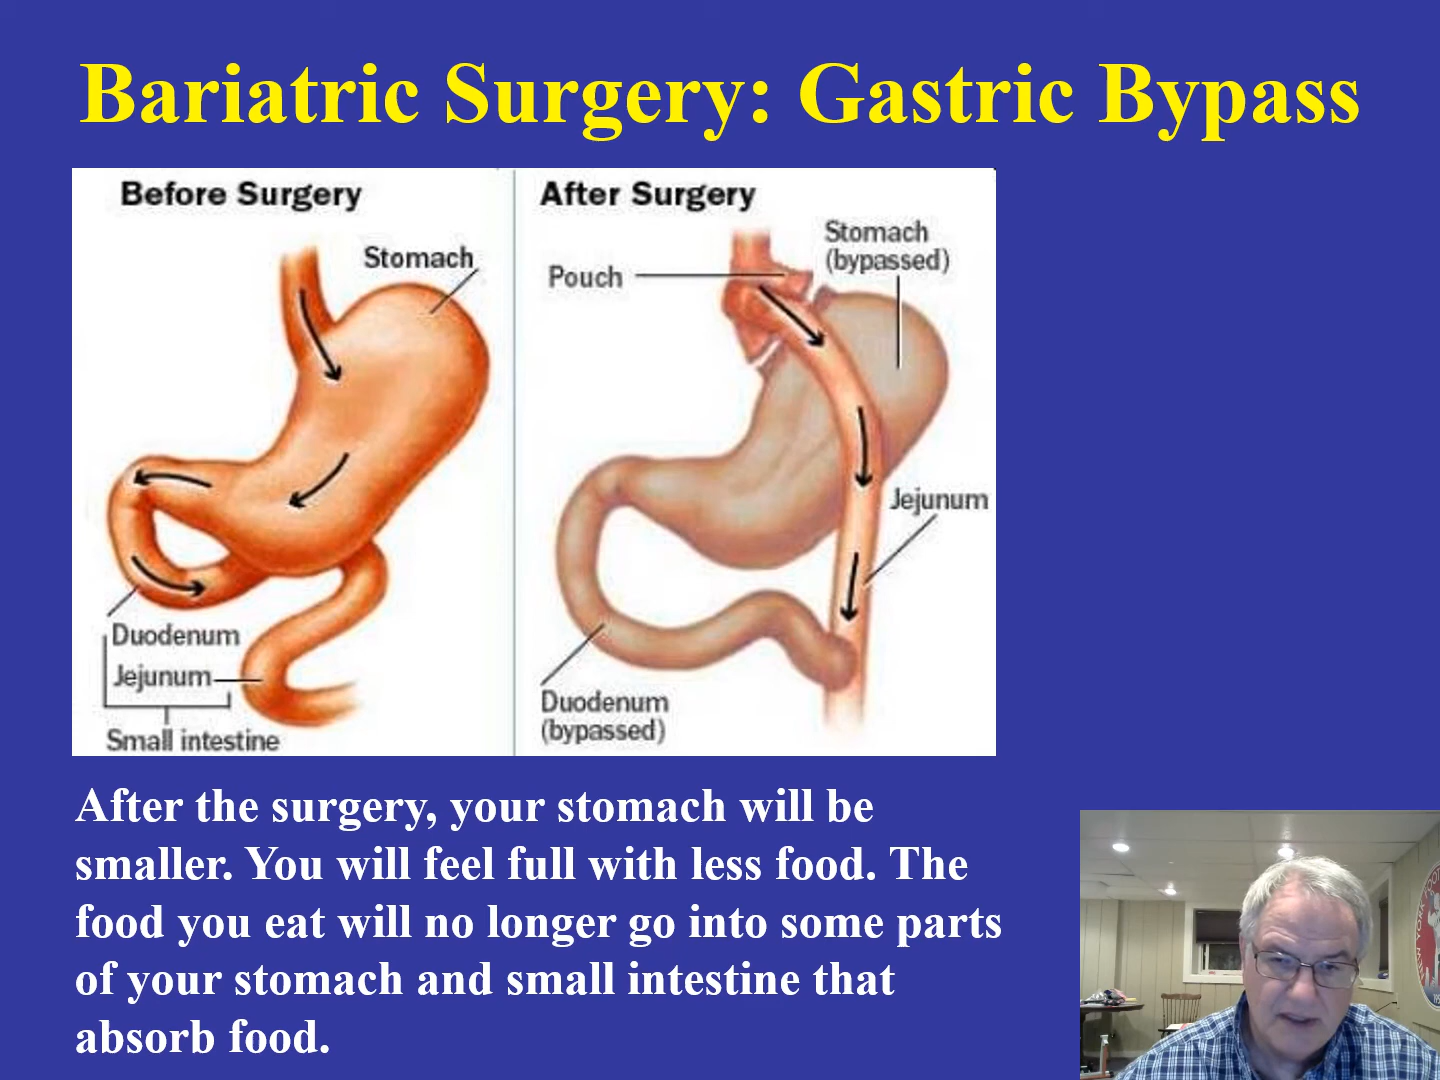 Bariatric Surgery: Gastric Bypass
Before Surgery
Stomach
Duodenum
Jejunum
Small intestine
After Surgery
Stomach
(bypassed)
Pouch
Jejunum
Duodenum
(bypassed)
After the surgery, your stomach will be
smaller. You will feel full with less food. The
food you eat will no longer go into some parts
of your stomach and small intestine that
absorb food.